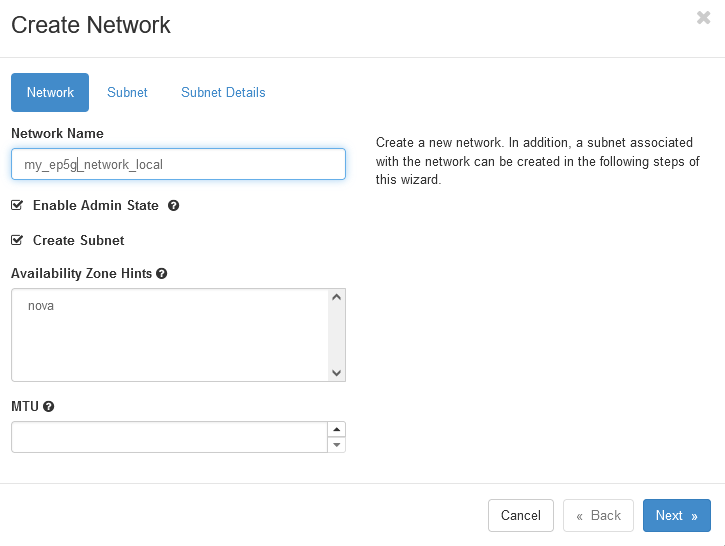 Create Network
Network Subnet Subnet Details
Network Name
my_ep5g_network_local
Enable Admin State
Create Subnet
Availability Zone Hints
nova
MTU
Create a new network. In addition, a subnet associated
with the network can be created in the following steps of
this wizard.
Cancel « Back Next »